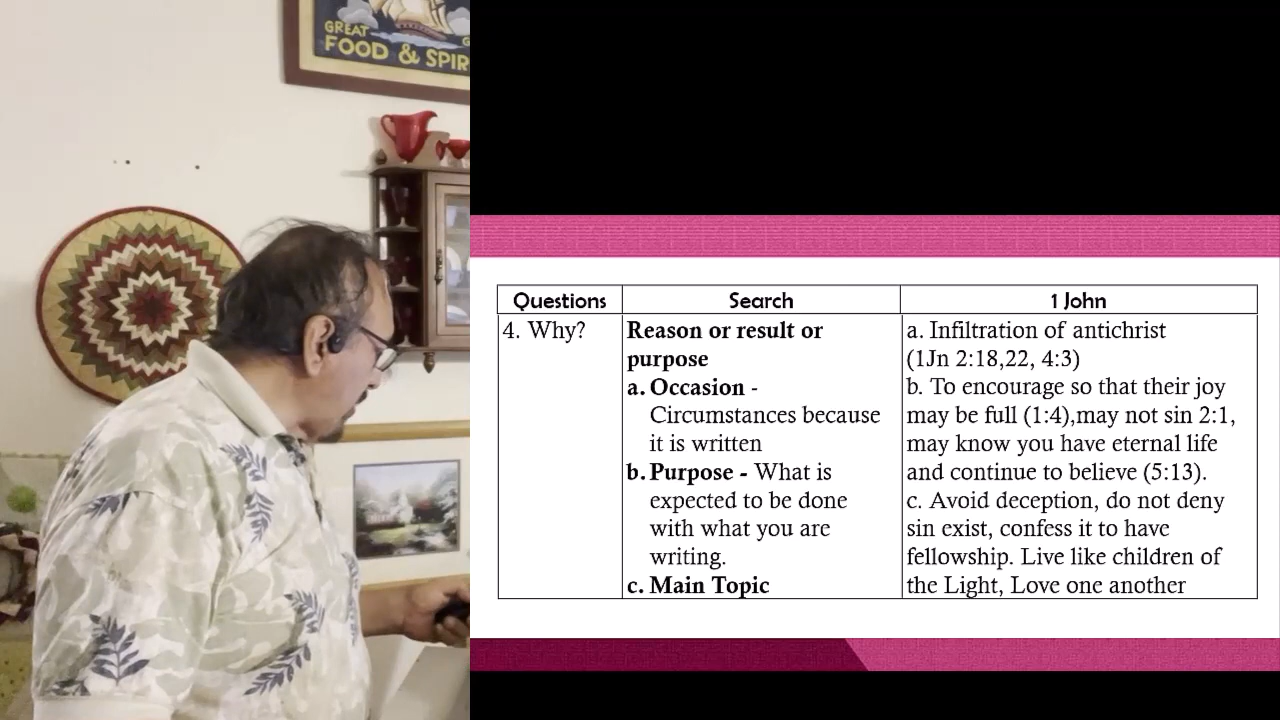 GREAT
FOOD & SPIR
Questions
Search
1 John
4. Why?
Reason or result or
purpose
a. Occasion -
Circumstances because
it is written
b. Purpose - What is
expected to be done
with what you are
writing.
c. Main Topic
a. Infiltration of antichrist
(1Jn 2:18,22, 4:3)
b. To encourage so that their joy
may be full (1:4),may not sin 2:1,
may know you have eternal life
and continue to believe (5:13).
c. Avoid deception, do not deny
sin exist, confess it to have
fellowship. Live like children of
the Light, Love one another